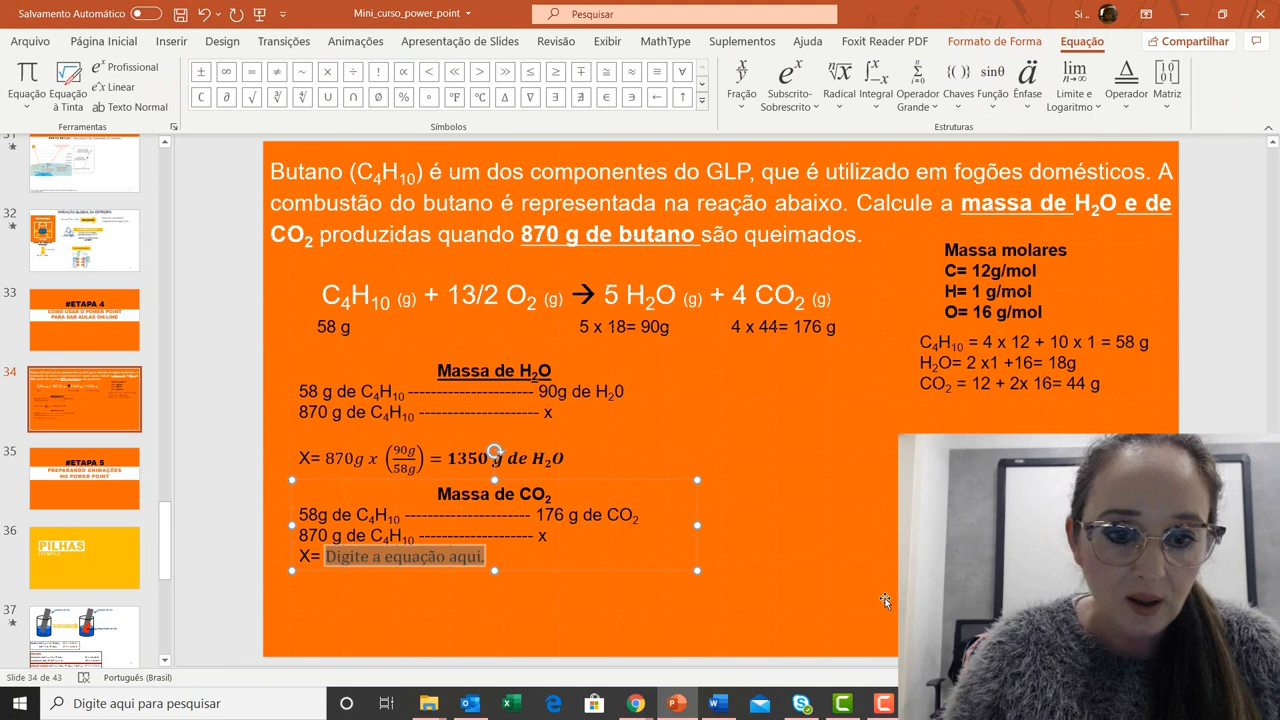 Salvamento Automático
Mini_curso_power_point
Pesquisar
Si ..
Arquivo Página Inicial Inserir Design Transições Animações Apresentação de Slides Revisão Exibir MathType Suplementos Ajuda Foxit Reader PDF Formato de Forma Equação Compartilhar
Equação
Equação à Tinta
Profissional
Linear
ab Texto Normal
± ∞ = ≠ ~ × ÷ ! ∝ < ≪ > ≫ ≤ ≥ ∓ ≅ ≈ ≡ ∀
∁ ∂ √ ∛ ∜ ∪ ∩ ∅ % ° °F °C ∆ ∇ ∃ ∄ ∈ ∋ ← ↑
Fração
Subscrito-Sobrescrito
Radical
Integral
Operador Grande
Chaves
Função
Ênfase
Limite e Logaritmo
Operador
Matriz
Ferramentas Símbolos Estruturas
32
33
#ETAPA 4
COMO USAR O POWER POINT
PARA DAR AULAS ON-LINE
34
35
#ETAPA 5
PREPARANDO ANIMAÇÕES
NO POWER POINT
36
PILHAS
37
Butano (C₄H₁₀) é um dos componentes do GLP, que é utilizado em fogões domésticos. A
combustão do butano é representada na reação abaixo. Calcule a massa de H₂O e de
CO₂ produzidas quando 870 g de butano são queimados.
Massa molares
C= 12g/mol
H= 1 g/mol
O= 16 g/mol
C₄H₁₀ = 4 x 12 + 10 x 1 = 58 g
H₂O= 2 x1 +16= 18g
CO₂ = 12 + 2x 16= 44 g
C₄H₁₀ (g) + 13/2 O₂ (g) → 5 H₂O (g) + 4 CO₂ (g)
58 g 5 x 18= 90g 4 x 44= 176 g
Massa de H₂O
58 g de C₄H₁₀ ----------------------- 90g de H₂0
870 g de C₄H₁₀ ---------------------- x
X= 870g x (90g/58g) = 1350 g de H₂O
Massa de CO₂
58g de C₄H₁₀ ----------------------- 176 g de CO₂
870 g de C₄H₁₀ --------------------- x
X= Digite a equação aqui.
Slide 34 de 43 Português (Brasil)
Digite aqui para pesquisar